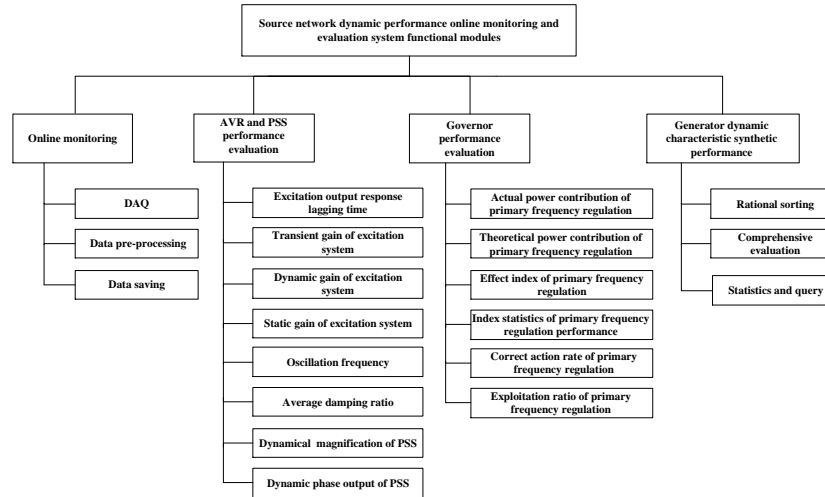 Source network dynamic performance online monitoring and
evaluation system functional modules
Online monitoring
DAQ
Data pre-processing
Data saving
AVR and PSS
performance
evaluation
Excitation output response
lagging time
Transient gain of excitation
system
Dynamic gain of excitation
system
Static gain of excitation system
Oscillation frequency
Average damping ratio
Dynamical magnification of PSS
Dynamic phase output of PSS
Governor
performance
evaluation
Actual power contribution of
primary frequency regulation
Theoretical power contribution of
primary frequency regulation
Effect index of primary frequency
regulation
Index statistics of primary frequency
regulation performance
Correct action rate of primary
frequency regulation
Exploitation ratio of primary
frequency regulation
Generator dynamic
characteristic synthetic
performance
Rational sorting
Comprehensive
evaluation
Statistics and query